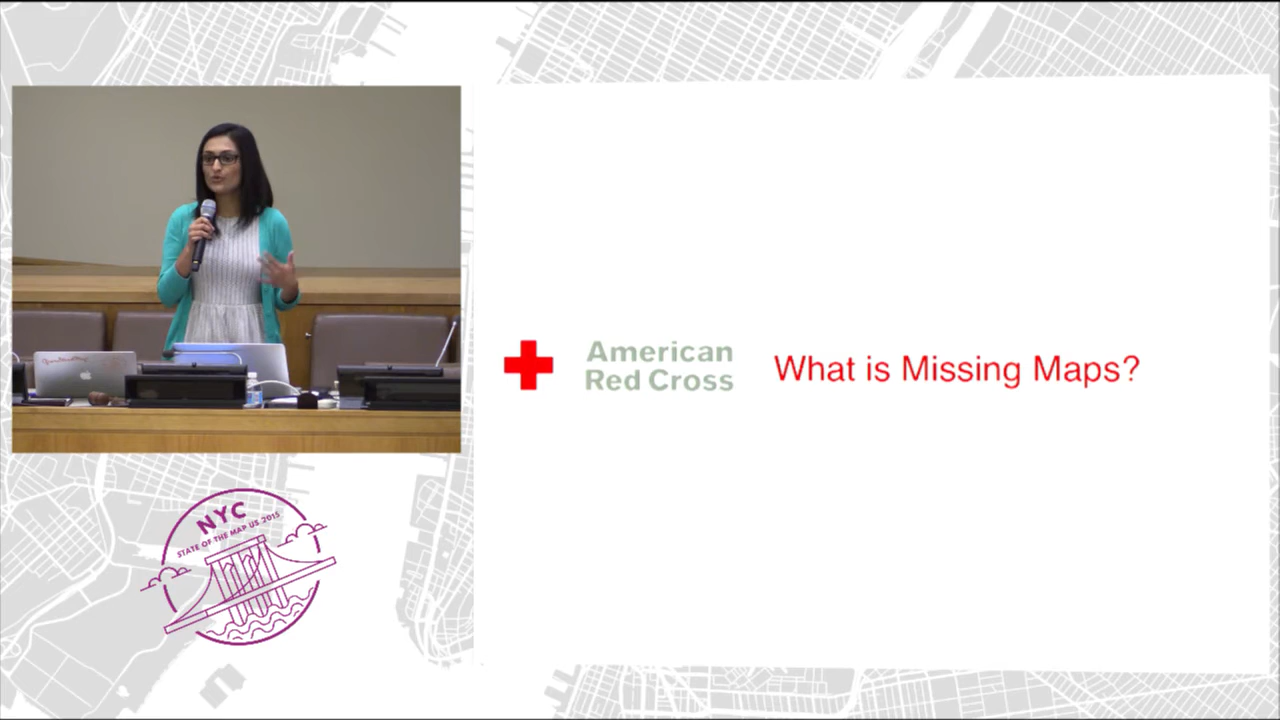 American
Red Cross
What is Missing Maps?
NYC
STATE OF THE MAP US 2015